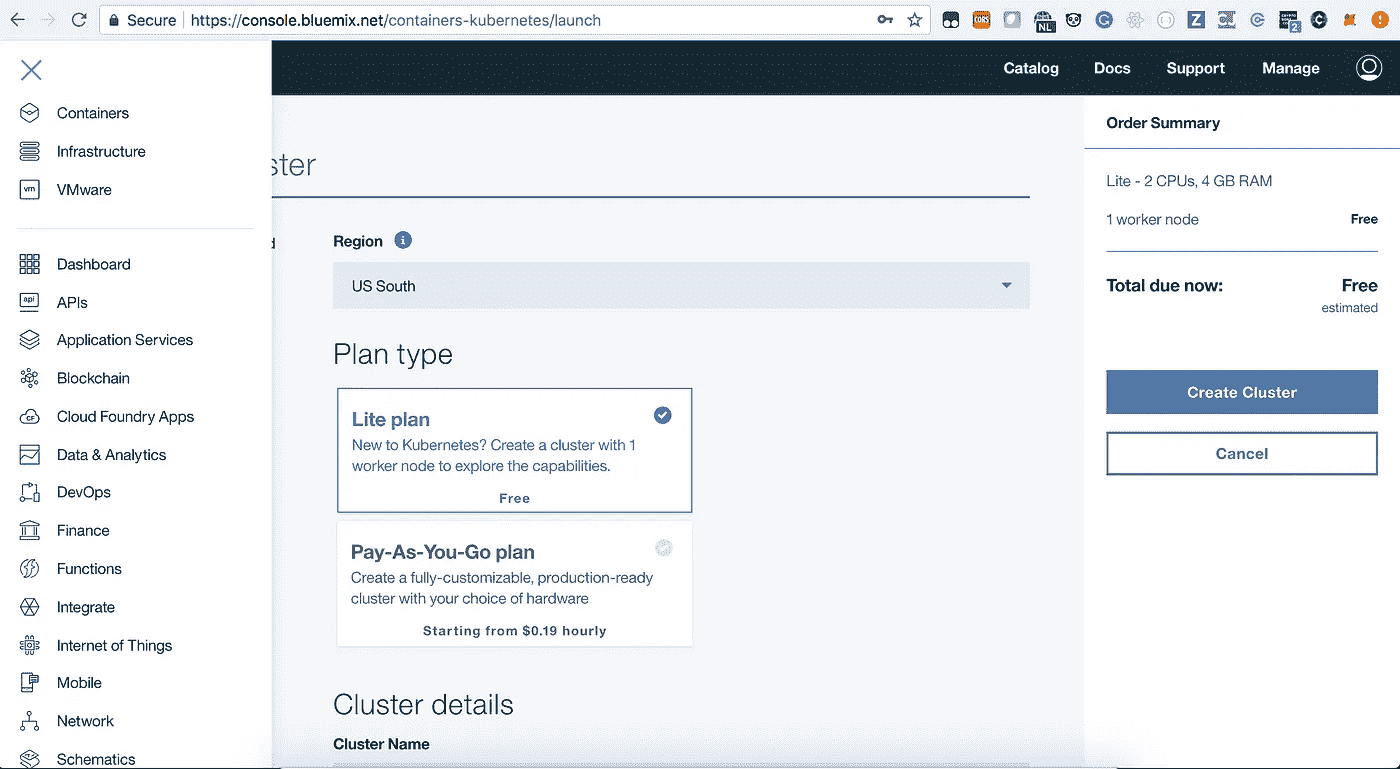 Secure
https://console.bluemix.net/containers-kubernetes/launch
NL
Z
2
Catalog
Docs
Support
Manage
Containers
Infrastructure
vm
VMware
Dashboard
api
APIs
Application Services
Blockchain
CF
Cloud Foundry Apps
Data & Analytics
DevOps
Finance
Functions
Integrate
Internet of Things
Mobile
Network
Schematics
ster
Region
US South
Plan type
Lite plan
New to Kubernetes? Create a cluster with 1
worker node to explore the capabilities.
Free
Pay-As-You-Go plan
Create a fully-customizable, production-ready
cluster with your choice of hardware
Starting from $0.19 hourly
Cluster details
Cluster Name
Order Summary
Lite - 2 CPUs, 4 GB RAM
1 worker node
Free
Total due now:
Free
estimated
Create Cluster
Cancel